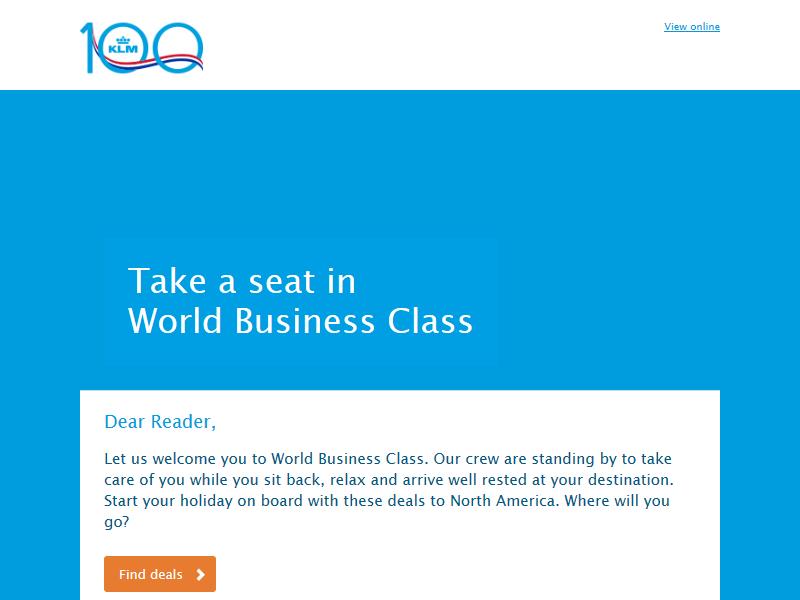 100
KLM
View online
Take a seat in
World Business Class
Dear Reader,
Let us welcome you to World Business Class. Our crew are standing by to take
care of you while you sit back, relax and arrive well rested at your destination.
Start your holiday on board with these deals to North America. Where will you
go?
Find deals